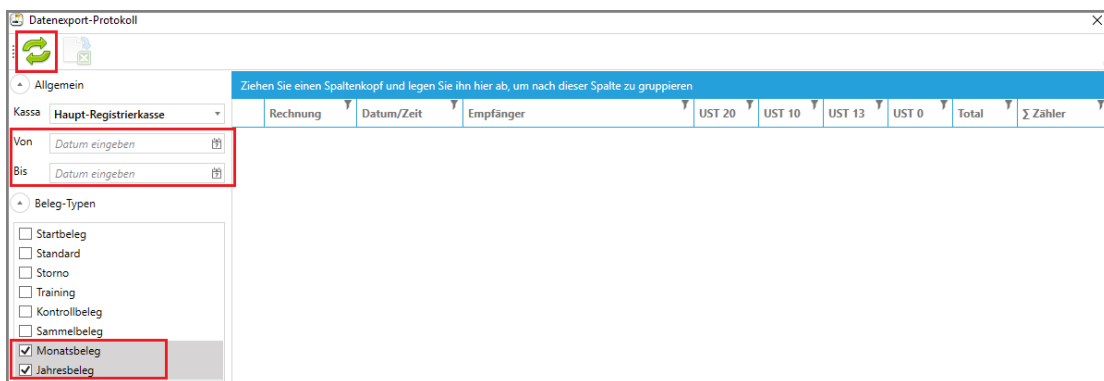 Datenexport-Protokoll
Allgemein
Kassa Haupt-Registrierkasse
Von Datum eingeben
Bis Datum eingeben
Beleg-Typen
Startbeleg
Standard
Storno
Training
Kontrollbeleg
Sammelbeleg
Monatsbeleg
Jahresbeleg
Ziehen Sie einen Spaltenkopf und legen Sie ihn hier ab, um nach dieser Spalte zu gruppieren
Rechnung Datum/Zeit Empfänger UST 20 UST 10 UST 13 UST 0 Total ∑ Zähler